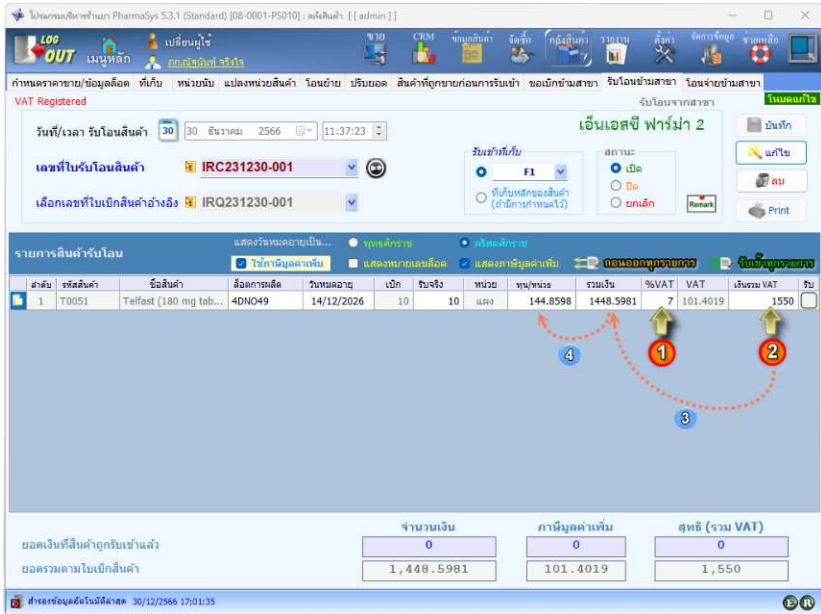 โปรแกรมบริหารร้านยา PharmaSys 5.3.1 (Standard) [08-0001-PS010] : คลังสินค้า [ [ admin ] ]
LOG OUT เมนูหลัก เปลี่ยนผู้ใช้ ขาย CRM ข้อมูลสินค้า จัดซื้อ คลังสินค้า รายงาน ตั้งค่า จัดการข้อมูล ช่วยเหลือ
กำหนดราคาขาย/ข้อมูลล็อต ที่เก็บ หน่วยนับ แปลงหน่วยสินค้า โอนย้าย ปรับยอด สินค้าที่ถูกขายก่อนการรับเข้า ขอเบิกข้ามสาขา รับโอนข้ามสาขา โอนจ่ายข้ามสาขา
VAT Registered รับโอนจากสาขา โหมดแก้ไข
วันที่/เวลา รับโอนสินค้า 30 30 ธันวาคม 2566 11:37:23 เอ็นเอสซี ฟาร์ม่า 2 บันทึก
เลขที่ใบรับโอนสินค้า IRC231230-001 รับเข้าที่เก็บ F1 สถานะ เปิด แก้ไข
ที่เก็บหลักของสินค้า (ถ้ามีการกำหนดไว้) ปิด ลบ
เลือกเลขที่ใบเบิกสินค้าอ้างอิง IRQ231230-001 ยกเลิก Remark Print
รายการสินค้ารับโอน แสดงวันหมดอายุเป็น... พุทธศักราช คริสตศักราช
ใช้ภาษีมูลค่าเพิ่ม แสดงหมายเลขล็อต แสดงภาษีมูลค่าเพิ่ม ถอนออกทุกรายการ รับเข้าทุกรายการ
ลำดับ รหัสสินค้า ชื่อสินค้า ล็อตการผลิต วันหมดอายุ เบิก รับจริง หน่วย ทุน/หน่วย รวมเงิน %VAT VAT เงินรวม VAT รับ
1 T0051 Telfast (180 mg tab... 4DNO49 14/12/2026 10 10 แผง 144.8598 1448.5981 7 101.4019 1550
4 1 2
3
จำนวนเงิน ภาษีมูลค่าเพิ่ม สุทธิ (รวม VAT)
ยอดเงินที่สินค้าถูกรับเข้าแล้ว 0 0 0
ยอดรวมตามใบเบิกสินค้า 1,448.5981 101.4019 1,550
สำรองข้อมูลอัตโนมัติล่าสุด 30/12/2566 17:01:35 E R